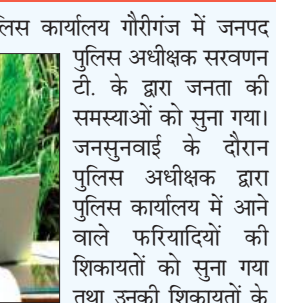 लिस कार्यालय गौरीगंज में जनपद
पुलिस अधीक्षक सरवणन
टी. के द्वारा जनता की
समस्याओं को सुना गया।
जनसुनवाई के दौरान
पुलिस अधीक्षक द्वारा
पुलिस कार्यालय में आने
वाले फरियादियों की
शिकायतों को सुना गया
तथा उनकी शिकायतों के